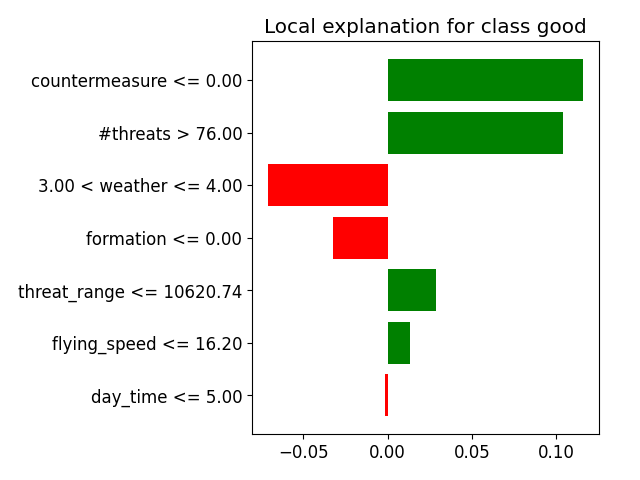 Local explanation for class good
countermeasure <= 0.00
#threats > 76.00
3.00 < weather <= 4.00
formation <= 0.00
threat_range <= 10620.74
flying_speed <= 16.20
day_time <= 5.00
−0.05 0.00 0.05 0.10